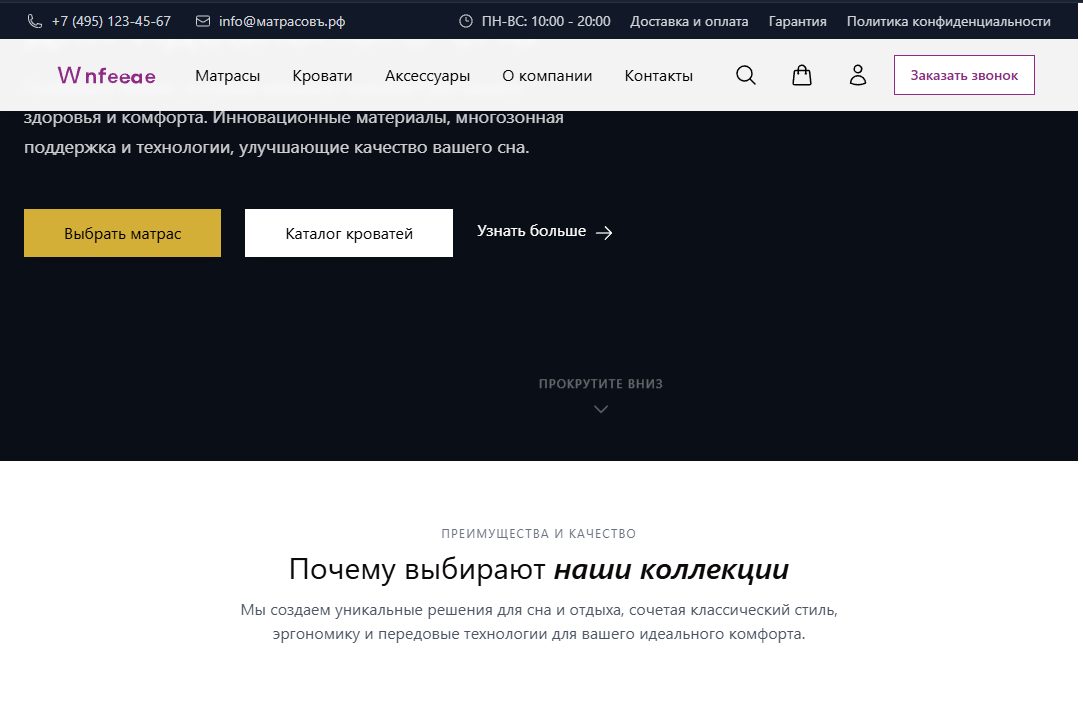 +7 (495) 123-45-67 info@матрасовъ.рф ПН-ВС: 10:00 - 20:00 Доставка и оплата Гарантия Политика конфиденциальности
Wnfeeae Матрасы Кровати Аксессуары О компании Контакты Заказать звонок
здоровья и комфорта. Инновационные материалы, многозонная
поддержка и технологии, улучшающие качество вашего сна.
Выбрать матрас Каталог кроватей Узнать больше
ПРОКРУТИТЕ ВНИЗ
ПРЕИМУЩЕСТВА И КАЧЕСТВО
Почему выбирают наши коллекции
Мы создаем уникальные решения для сна и отдыха, сочетая классический стиль,
эргономику и передовые технологии для вашего идеального комфорта.